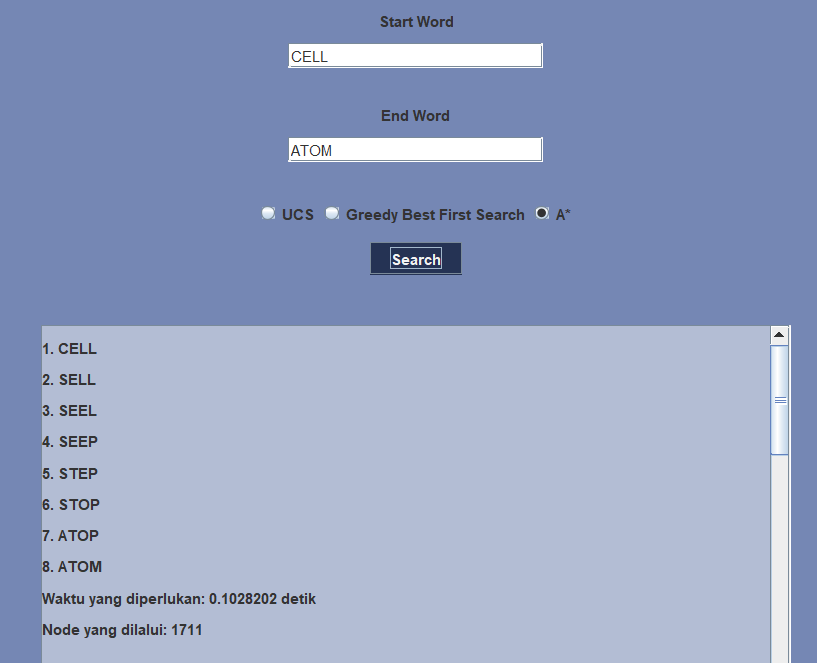 Start Word
CELL
End Word
ATOM
UCS Greedy Best First Search A*
Search
1. CELL
2. SELL
3. SEEL
4. SEEP
5. STEP
6. STOP
7. ATOP
8. ATOM
Waktu yang diperlukan: 0.1028202 detik
Node yang dilalui: 1711